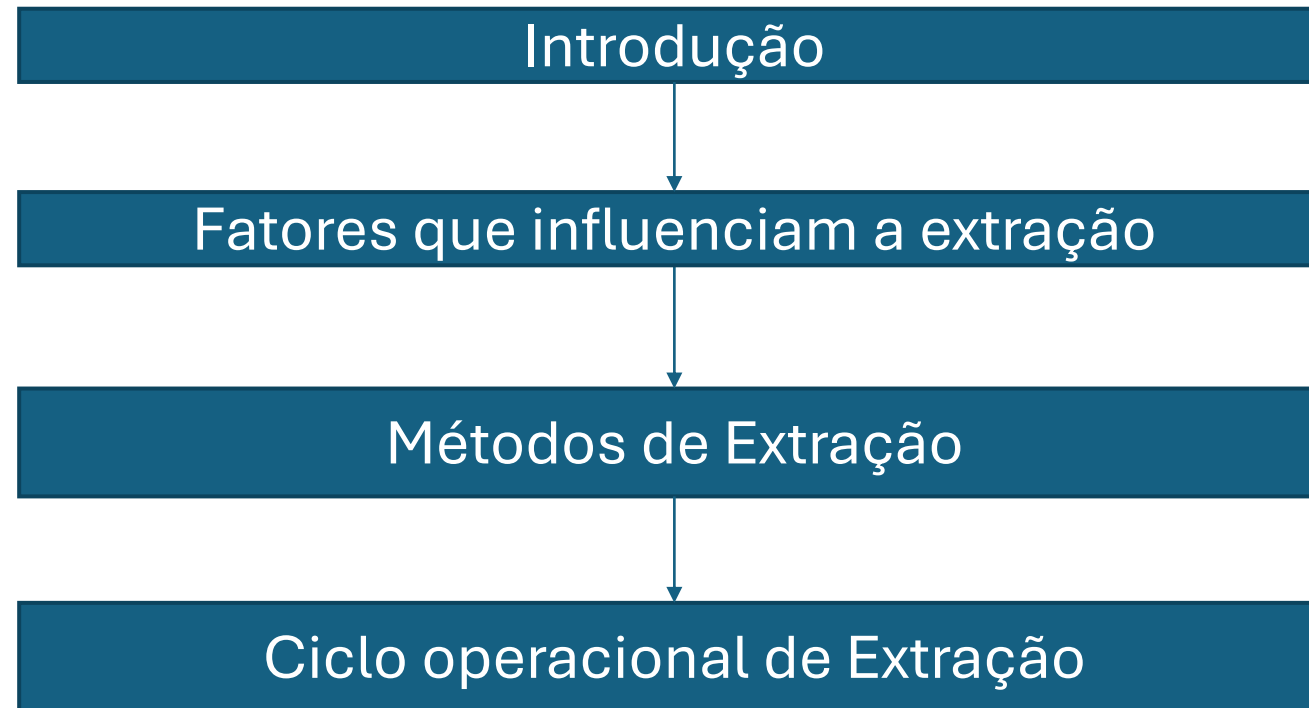 Introdução
Fatores que influenciam a extração
Métodos de Extração
Ciclo operacional de Extração